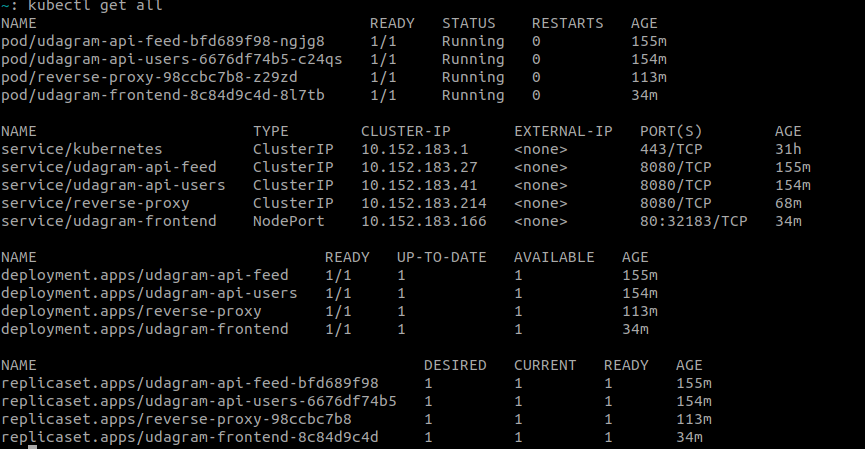 ~: kubectl get all
NAME READY STATUS RESTARTS AGE
pod/udagram-api-feed-bfd689f98-ngjg8 1/1 Running 0 155m
pod/udagram-api-users-6676df74b5-c24qs 1/1 Running 0 154m
pod/reverse-proxy-98ccbc7b8-z29zd 1/1 Running 0 113m
pod/udagram-frontend-8c84d9c4d-8l7tb 1/1 Running 0 34m
NAME TYPE CLUSTER-IP EXTERNAL-IP PORT(S) AGE
service/kubernetes ClusterIP 10.152.183.1 <none> 443/TCP 31h
service/udagram-api-feed ClusterIP 10.152.183.27 <none> 8080/TCP 155m
service/udagram-api-users ClusterIP 10.152.183.41 <none> 8080/TCP 154m
service/reverse-proxy ClusterIP 10.152.183.214 <none> 8080/TCP 68m
service/udagram-frontend NodePort 10.152.183.166 <none> 80:32183/TCP 34m
NAME READY UP-TO-DATE AVAILABLE AGE
deployment.apps/udagram-api-feed 1/1 1 1 155m
deployment.apps/udagram-api-users 1/1 1 1 154m
deployment.apps/reverse-proxy 1/1 1 1 113m
deployment.apps/udagram-frontend 1/1 1 1 34m
NAME DESIRED CURRENT READY AGE
replicaset.apps/udagram-api-feed-bfd689f98 1 1 1 155m
replicaset.apps/udagram-api-users-6676df74b5 1 1 1 154m
replicaset.apps/reverse-proxy-98ccbc7b8 1 1 1 113m
replicaset.apps/udagram-frontend-8c84d9c4d 1 1 1 34m